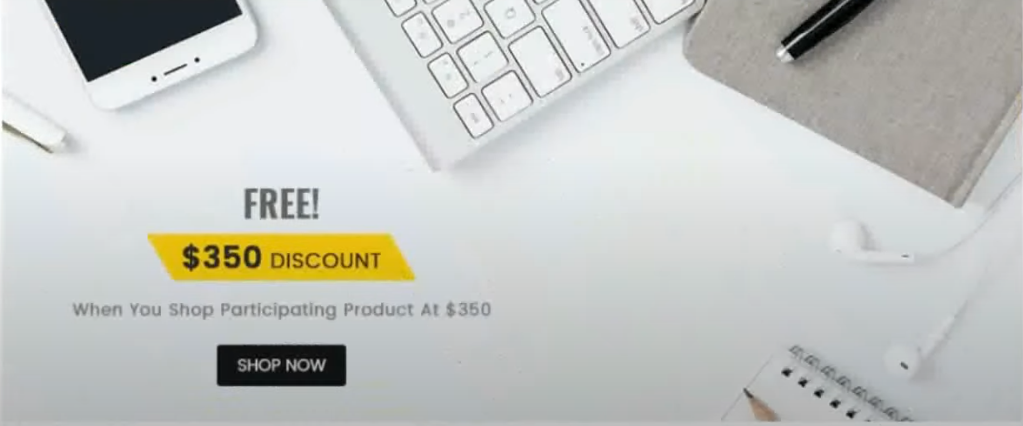 FREE!
$350 DISCOUNT
When You Shop Participating Product At $350
SHOP NOW